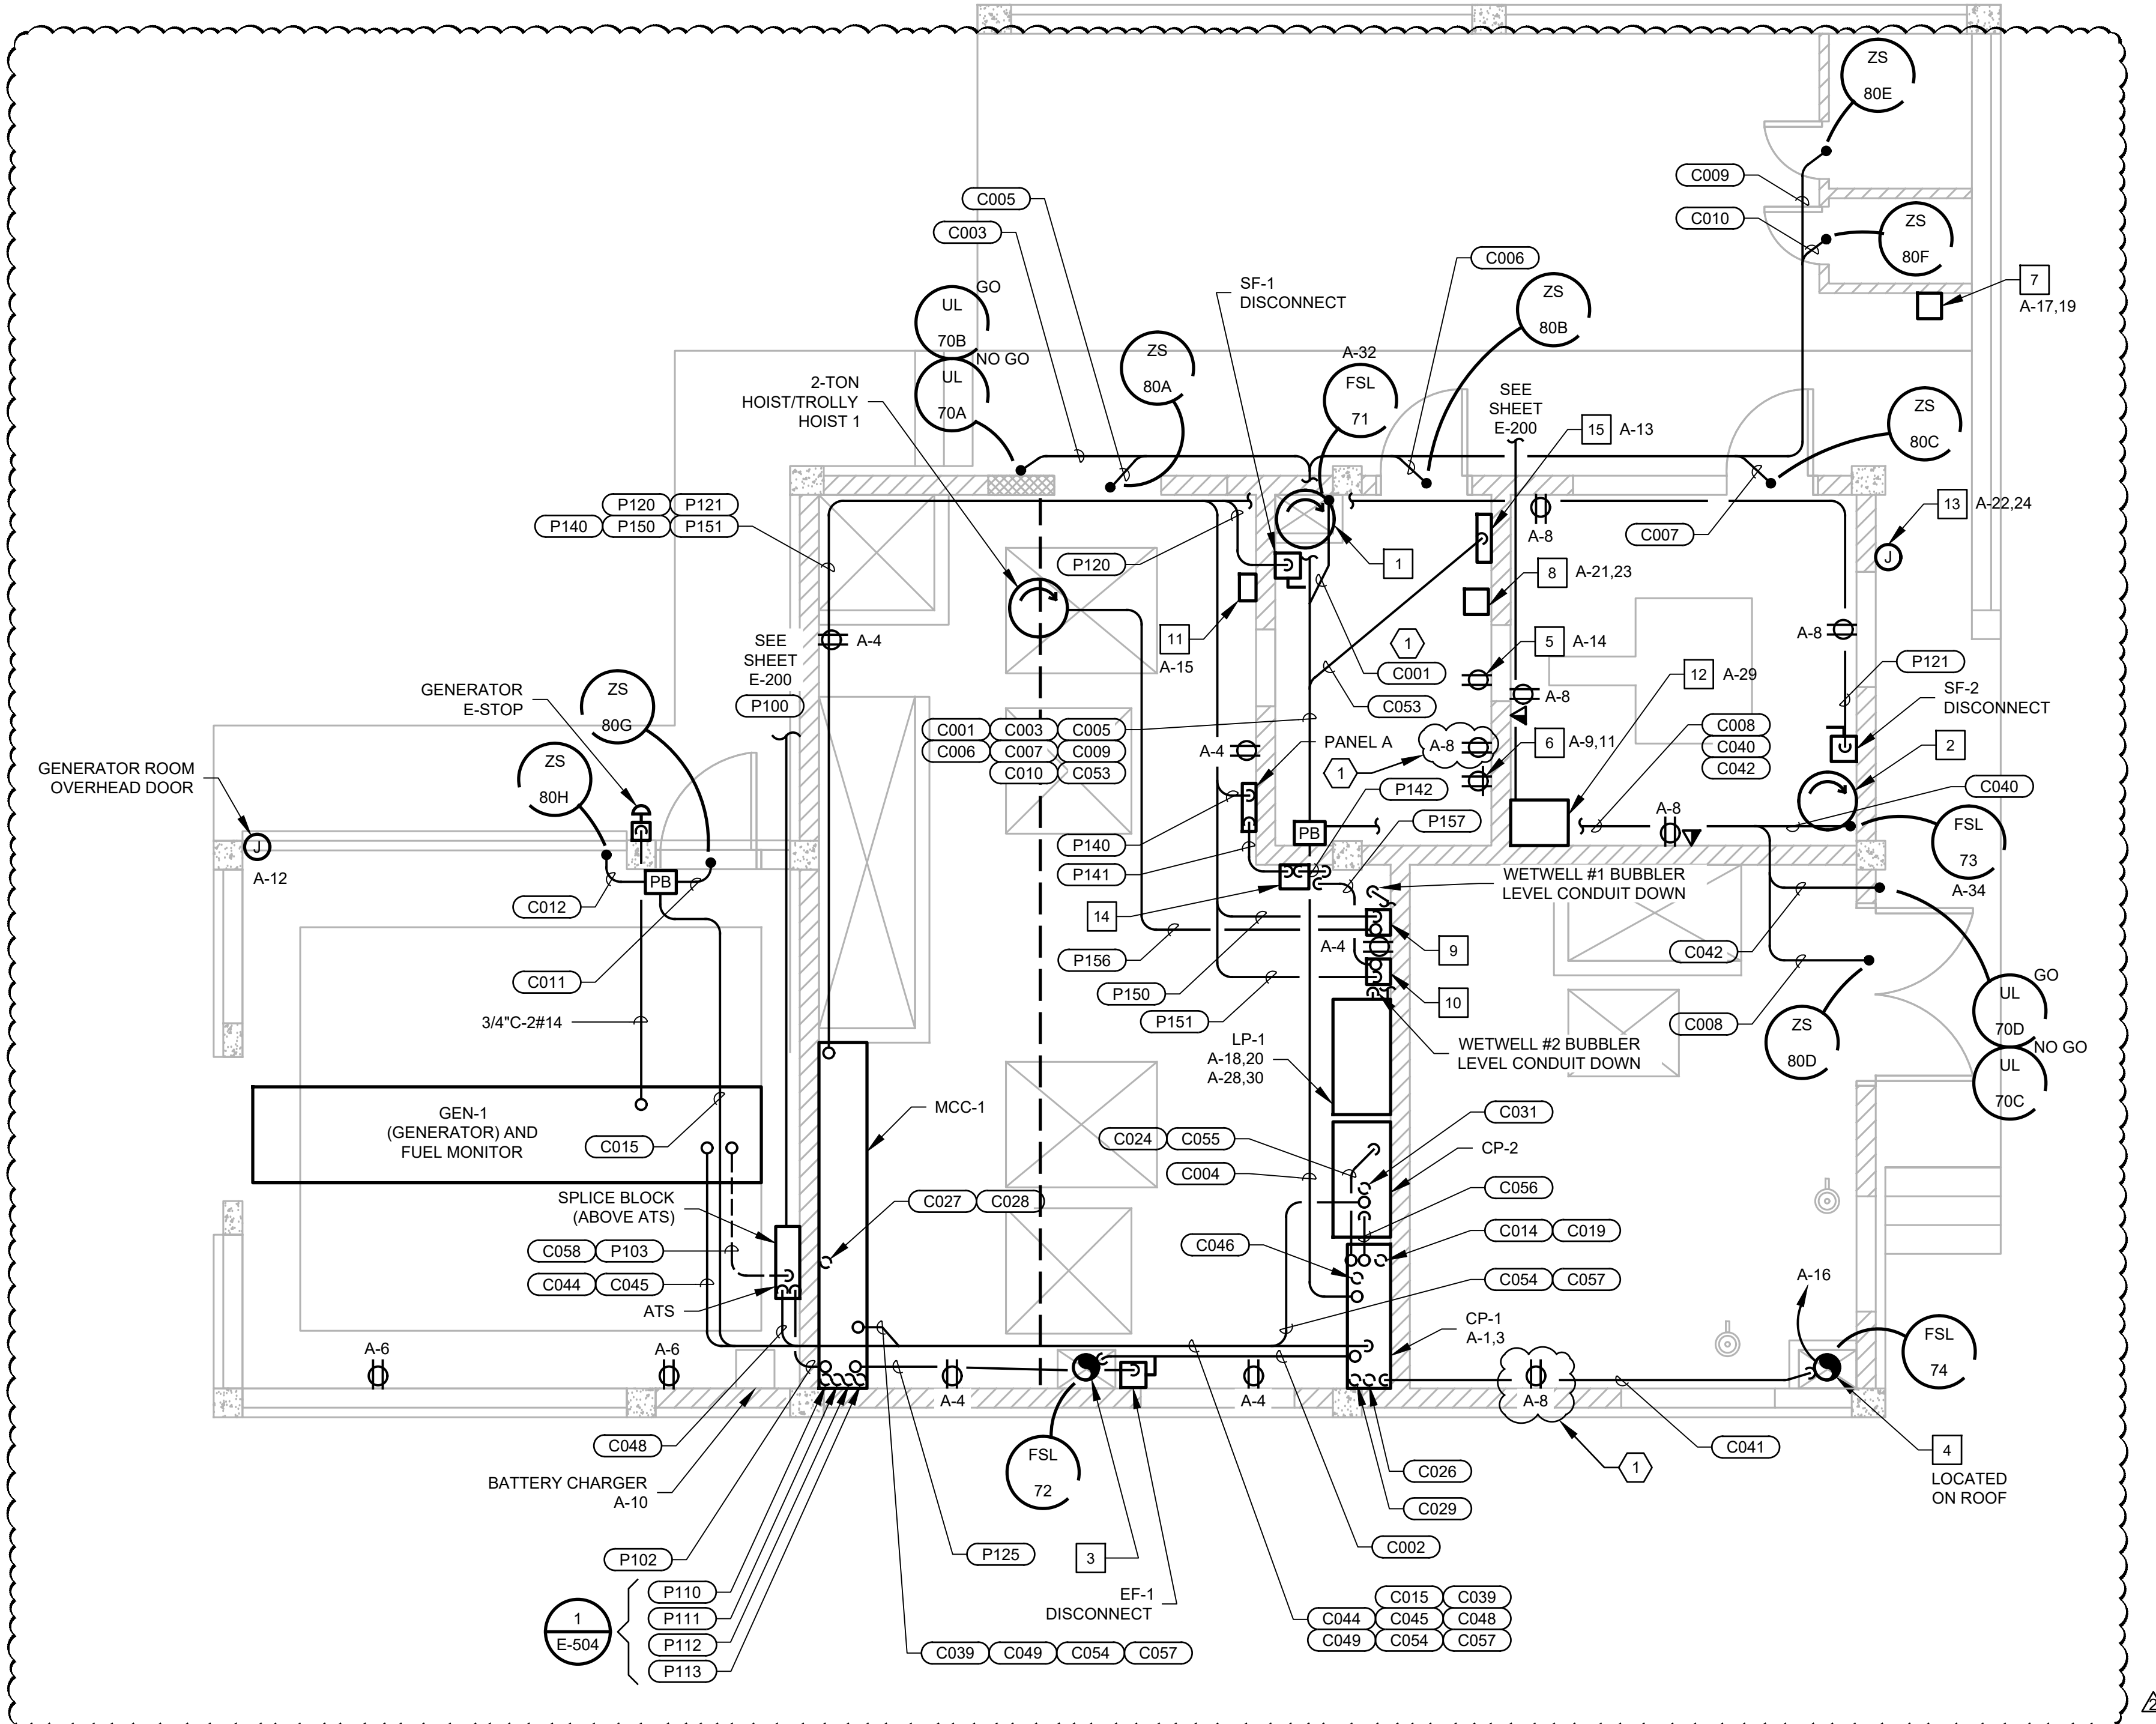 ZS
80E
C009
C005
C010
ZS
80F
C003
C006
7
A-17,19
GO
UL
70B
SF-1
DISCONNECT
ZS
80B
NO GO
UL
70A
ZS
80A
A-32
FSL
71
2-TON
HOIST/TROLLY
HOIST 1
SEE
SHEET
E-200
ZS
80C
15 A-13
P120 P121
P140 P150 P151
13 A-22,24
A-8
C007
J
P120
1
8 A-21,23
SEE
SHEET
E-200
A-4
11
A-15
1
5 A-14
A-8
C001
P121
GENERATOR
E-STOP
ZS
80G
P100
12 A-29
SF-2
DISCONNECT
C053
A-8
C001 C003 C005
C006 C007 C009
C010 C053
C008
C040
C042
PANEL A
A-4
A-8
6 A-9,11
2
GENERATOR ROOM
OVERHEAD DOOR
ZS
80H
1
P142
C040
A-8
J
A-12
PB
P157
P140
P141
FSL
73
A-34
PB
WETWELL #1 BUBBLER
LEVEL CONDUIT DOWN
C012
14
A-4
9
C042
P156
C011
P150
10
GO
UL
70D
3/4"C-2#14
P151
C008
ZS
80D
NO GO
UL
70C
LP-1
A-18,20
A-28,30
WETWELL #2 BUBBLER
LEVEL CONDUIT DOWN
GEN-1
(GENERATOR) AND
FUEL MONITOR
MCC-1
C031
C015
C024 C055
CP-2
C004
C056
SPLICE BLOCK
(ABOVE ATS)
C027 C028
C014 C019
C058 P103
C046
C044 C045
C054 C057
A-16
ATS
CP-1
A-1,3
FSL
74
A-6
A-6
A-4
A-4
A-8
C048
C041
4
LOCATED
ON ROOF
FSL
72
1
C026
BATTERY CHARGER
A-10
C029
P102
P125
3
C002
1
E-504
P110
P111
P112
P113
EF-1
DISCONNECT
C015 C039
C044 C045 C048
C049 C054 C057
C039 C049 C054 C057
2